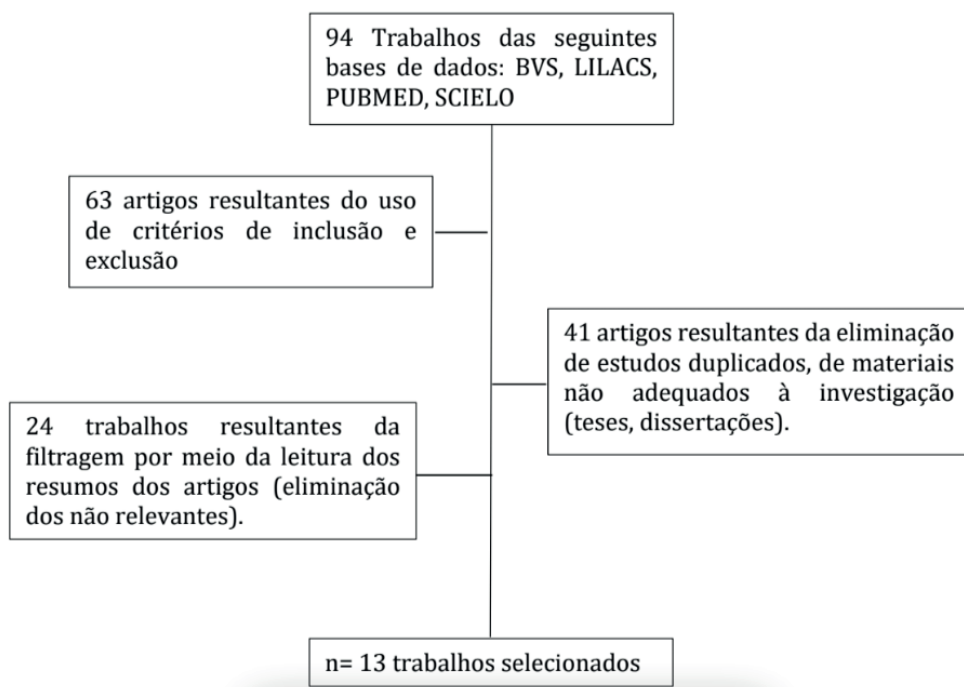 94 Trabalhos das seguintes
bases de dados: BVS, LILACS,
PUBMED, SCIELO
63 artigos resultantes do uso
de critérios de inclusão e
exclusão
41 artigos resultantes da eliminação
de estudos duplicados, de materiais
não adequados à investigação
(teses, dissertações).
24 trabalhos resultantes da
filtragem por meio da leitura dos
resumos dos artigos (eliminação
dos não relevantes).
n= 13 trabalhos selecionados